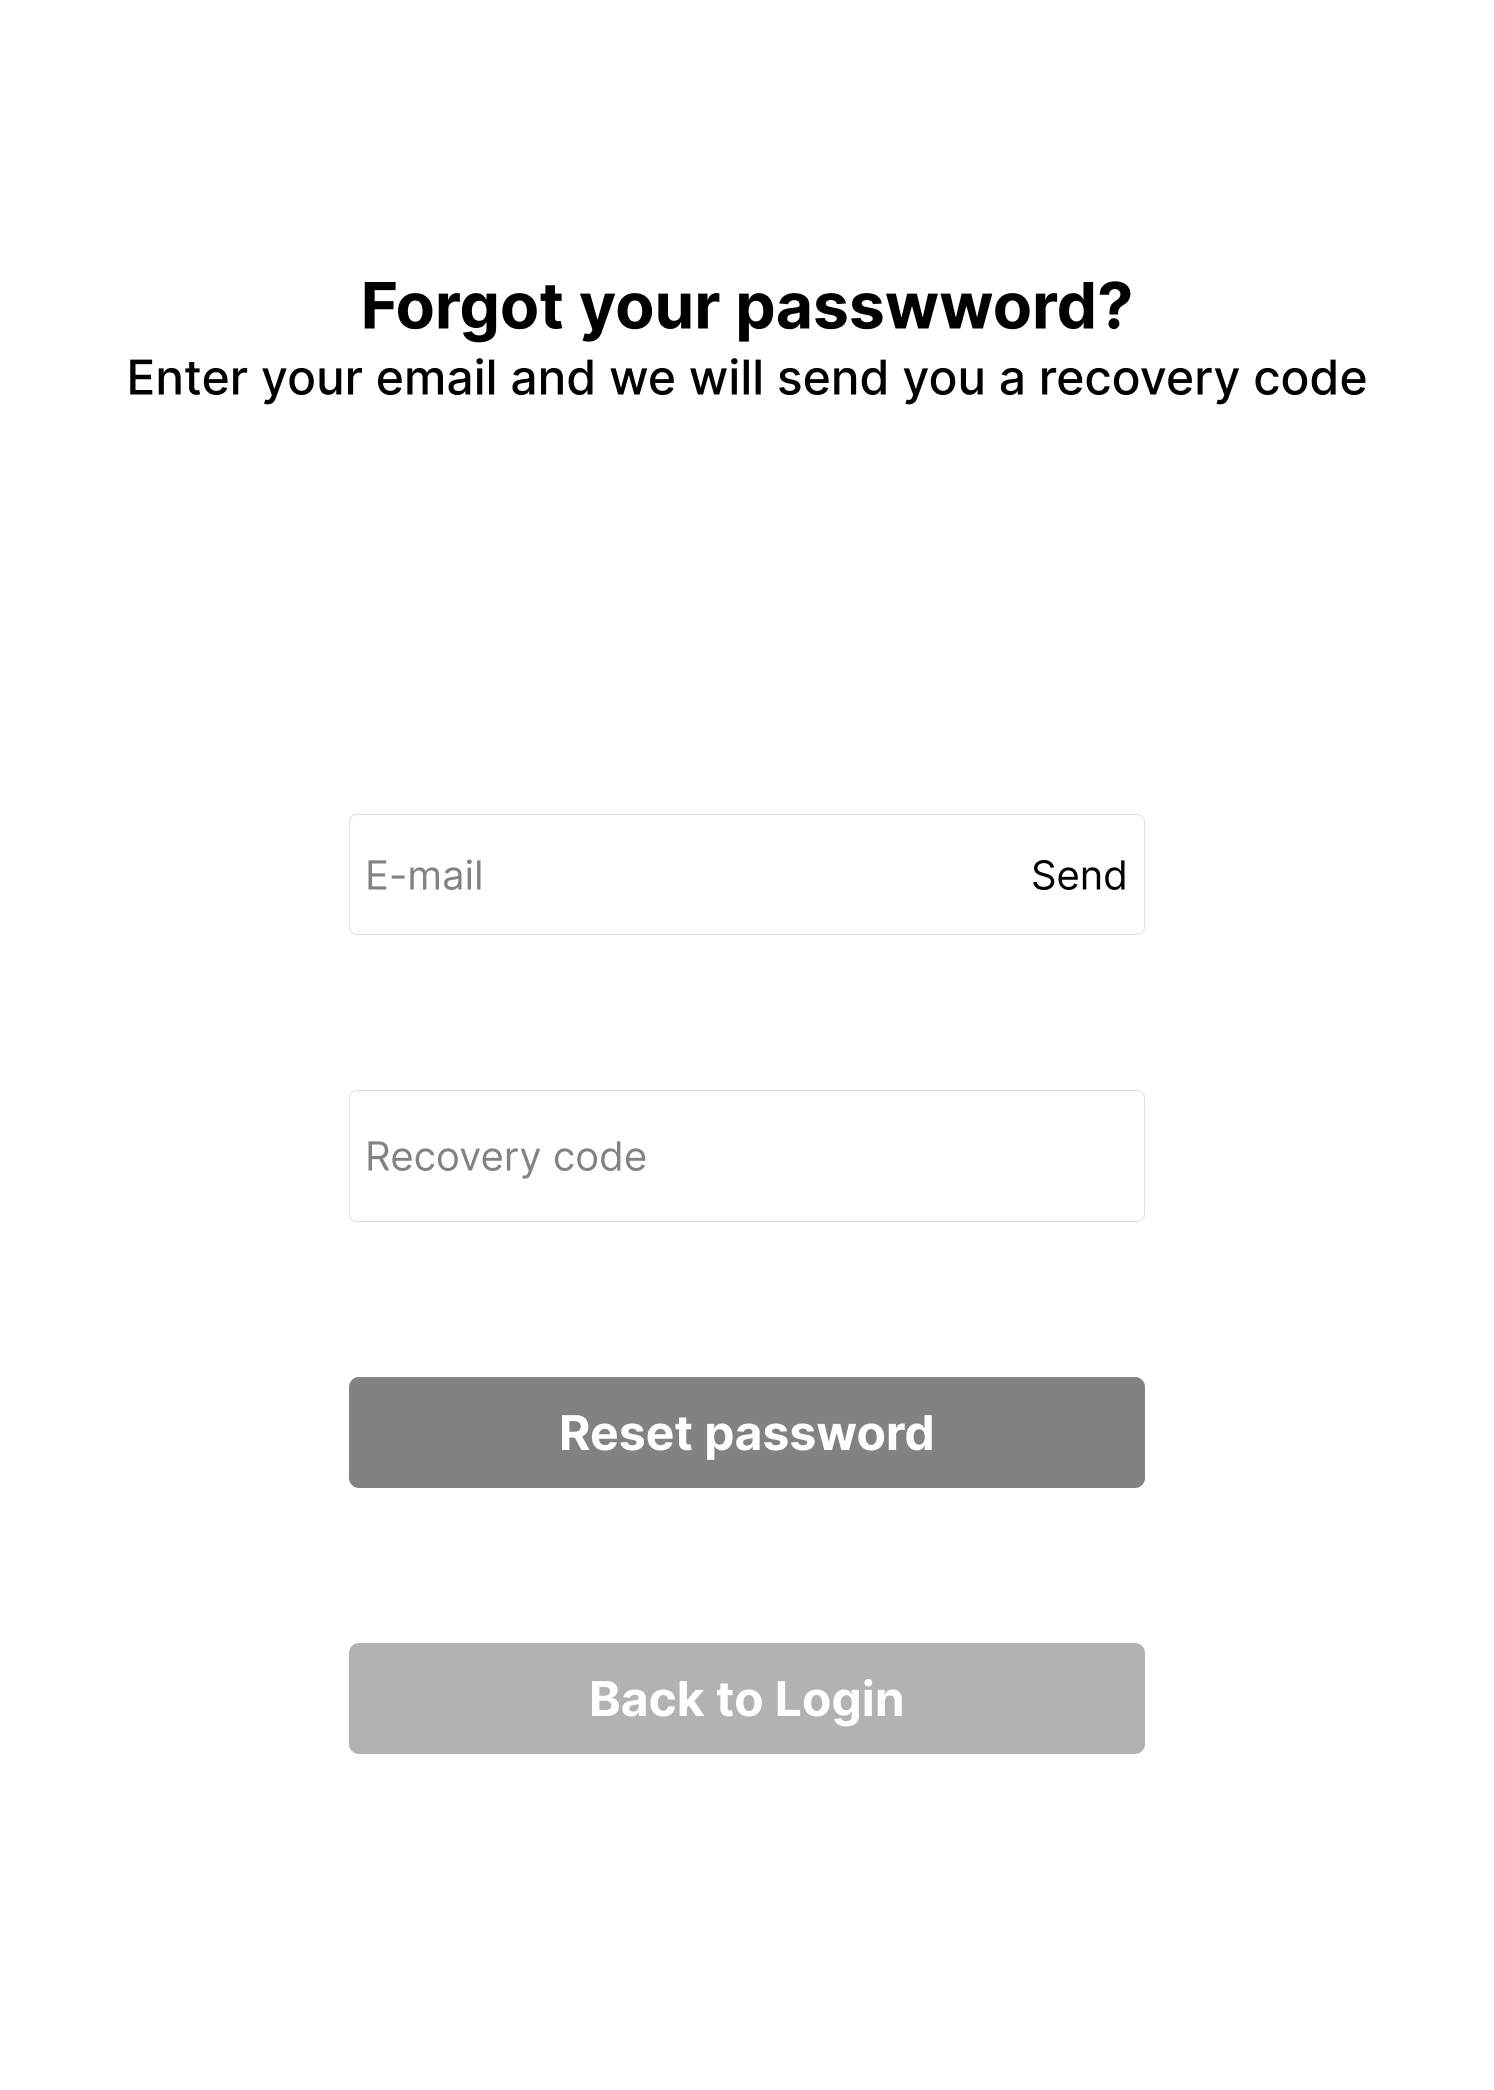 Forgot your passwword?
Enter your email and we will send you a recovery code
E-mail Send
Recovery code
Reset password
Back to Login